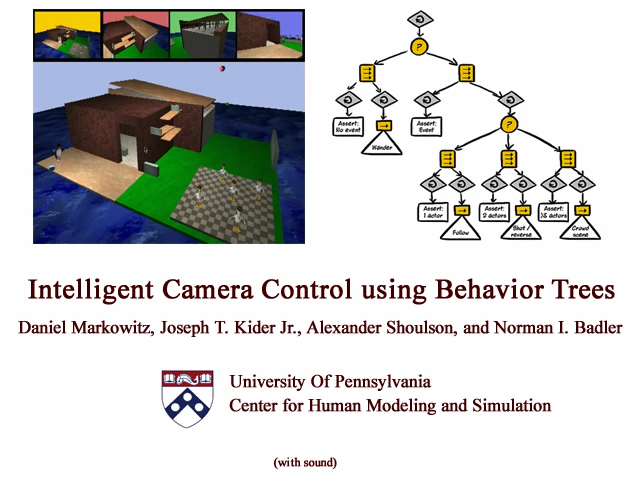 ?
Assert:
No event
Wander
Assert:
Event
?
Assert:
1 actor
Follow
Assert:
2 actors
Shot /
reverse
Assert:
≥3 actors
Crowd
scene
Intelligent Camera Control using Behavior Trees
Daniel Markowitz, Joseph T. Kider Jr., Alexander Shoulson, and Norman I. Badler
University Of Pennsylvania
Center for Human Modeling and Simulation
(with sound)